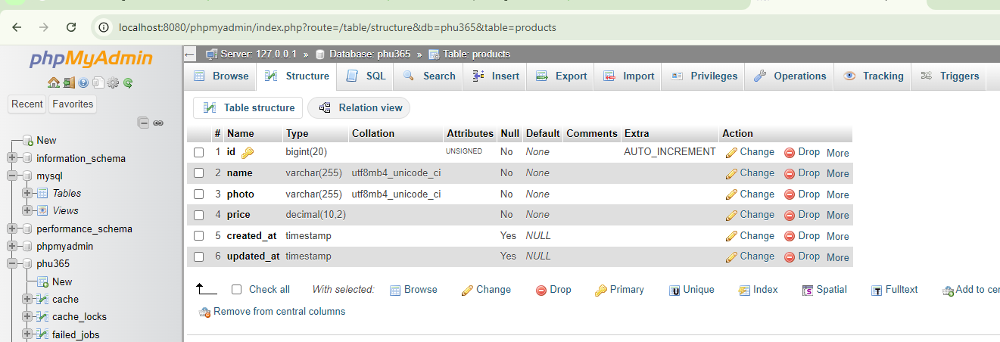 localhost:8080/phpmyadmin/index.php?route=/table/structure&db=phu365&table=products
phpMyAdmin
Recent Favorites
New
information_schema
mysql
Tables
Views
performance_schema
phpmyadmin
phu365
New
cache
cache_locks
failed_jobs
Server: 127.0.0.1 » Database: phu365 » Table: products
Browse Structure SQL Search Insert Export Import Privileges Operations Tracking Triggers
Table structure Relation view
# Name Type Collation Attributes Null Default Comments Extra Action
1 id bigint(20) UNSIGNED No None AUTO_INCREMENT Change Drop More
2 name varchar(255) utf8mb4_unicode_ci No None Change Drop More
3 photo varchar(255) utf8mb4_unicode_ci No None Change Drop More
4 price decimal(10,2) No None Change Drop More
5 created_at timestamp Yes NULL Change Drop More
6 updated_at timestamp Yes NULL Change Drop More
Check all With selected: Browse Change Drop Primary Unique Index Spatial Fulltext Add to cen
Remove from central columns